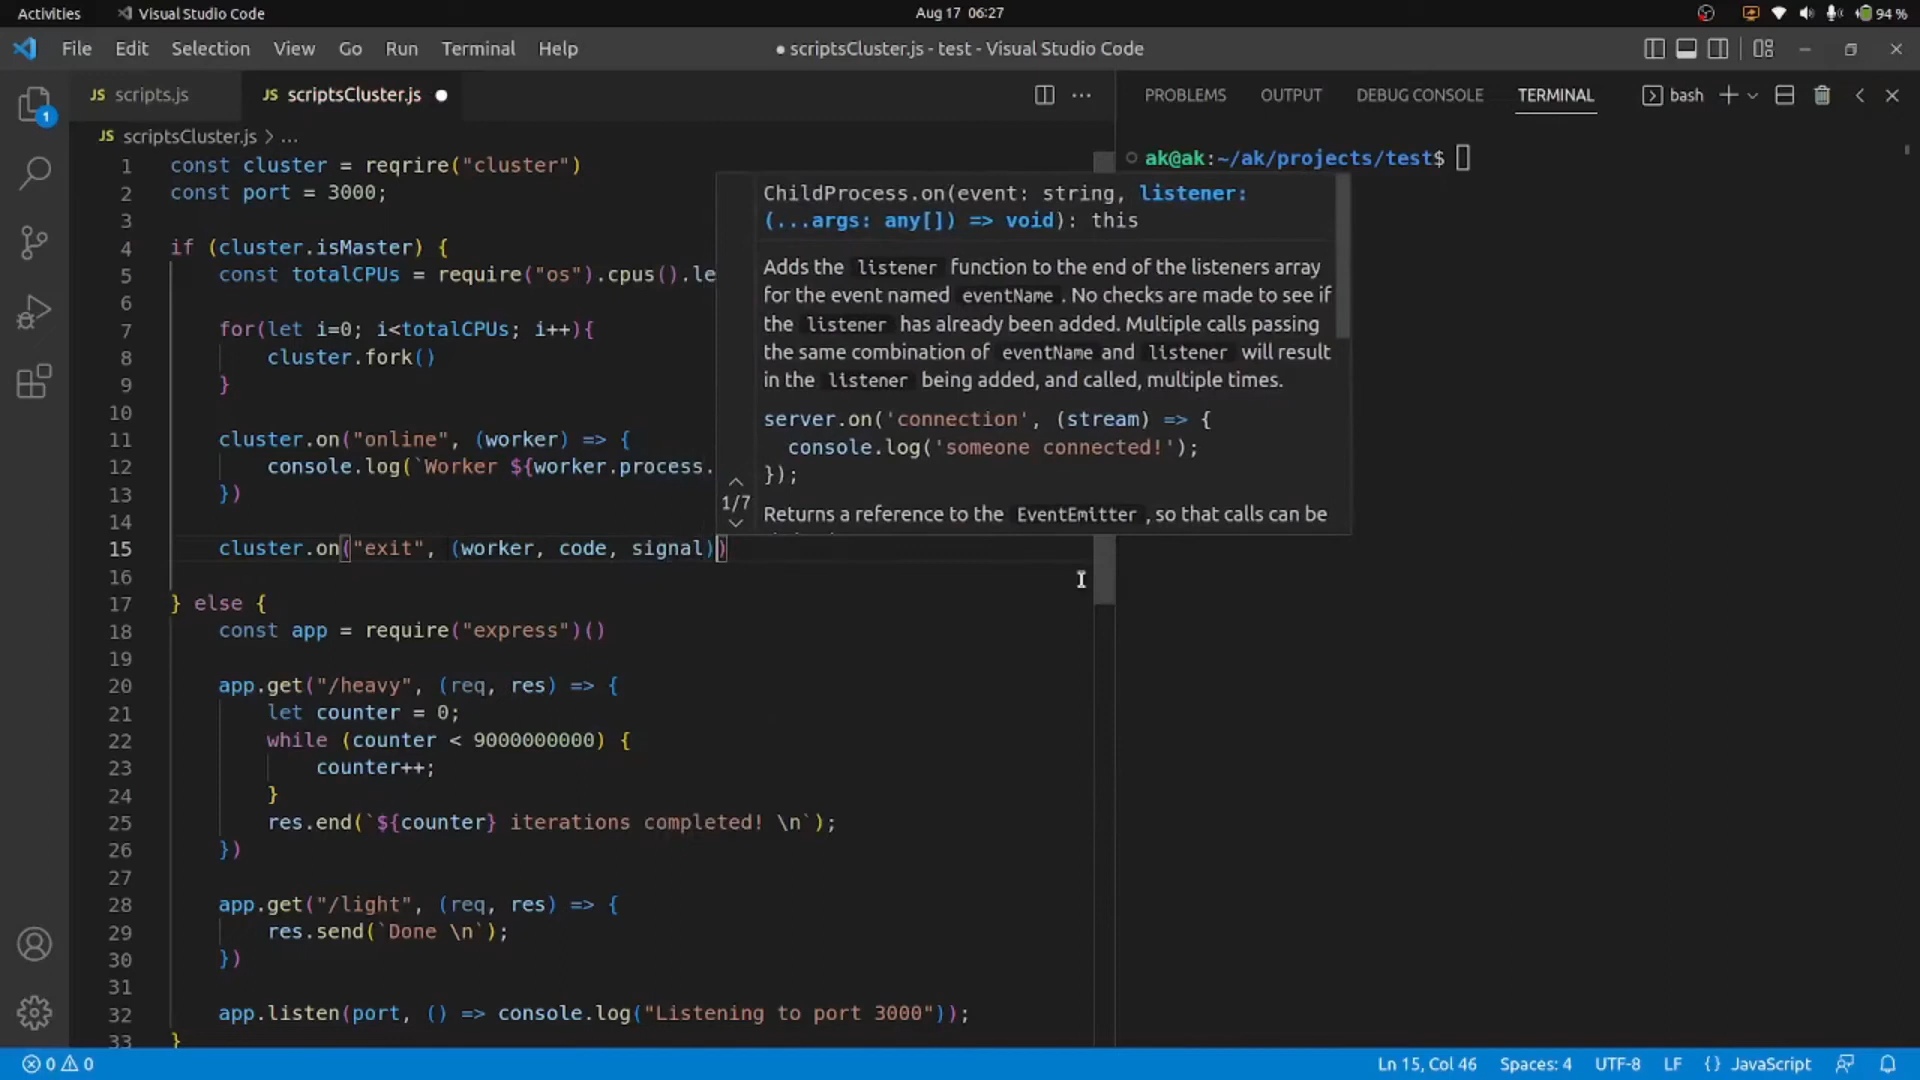 Activities
Visual Studio Code
Aug 17 06:27
94 %
File Edit Selection View Go Run Terminal Help
● scriptsCluster.js - test - Visual Studio Code
JS scripts.js
JS scriptsCluster.js ●
PROBLEMS OUTPUT DEBUG CONSOLE TERMINAL
bash
JS scriptsCluster.js > ...
1 const cluster = reqrire("cluster")
2 const port = 3000;
3
4 if (cluster.isMaster) {
5 const totalCPUs = require("os").cpus().le
6
7 for(let i=0; i<totalCPUs; i++){
8 cluster.fork()
9 }
10
11 cluster.on("online", (worker) => {
12 console.log(`Worker ${worker.process.
13 })
14
15 cluster.on("exit", (worker, code, signal))
16
17 } else {
18 const app = require("express")()
19
20 app.get("/heavy", (req, res) => {
21 let counter = 0;
22 while (counter < 9000000000) {
23 counter++;
24 }
25 res.end(`${counter} iterations completed! \n`);
26 })
27
28 app.get("/light", (req, res) => {
29 res.send(`Done \n`);
30 })
31
32 app.listen(port, () => console.log("Listening to port 3000"));
33 }
ChildProcess.on(event: string, listener:
(...args: any[]) => void): this
Adds the listener function to the end of the listeners array
for the event named eventName. No checks are made to see if
the listener has already been added. Multiple calls passing
the same combination of eventName and listener will result
in the listener being added, and called, multiple times.
server.on('connection', (stream) => {
console.log('someone connected!');
});
1/7
Returns a reference to the EventEmitter, so that calls can be
ak@ak:~/ak/projects/test$
1
0 0
Ln 15, Col 46
Spaces: 4
UTF-8
LF
{} JavaScript